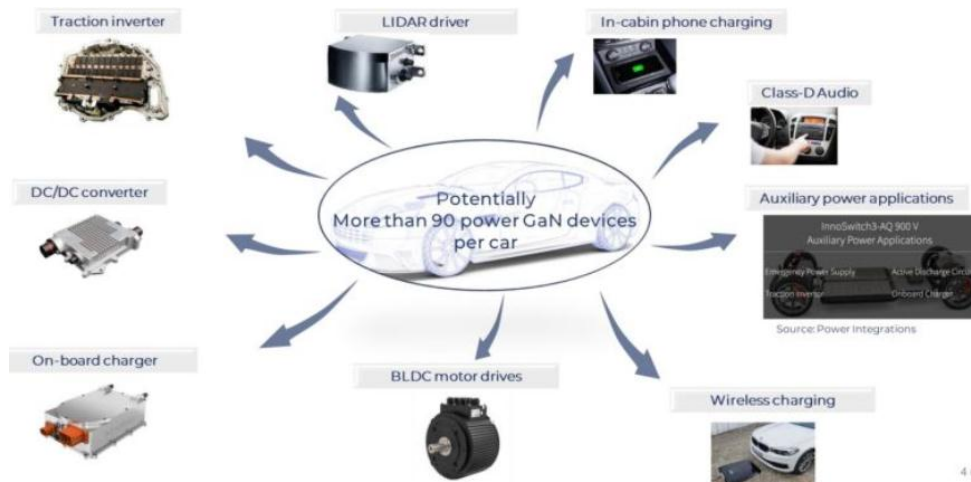 Traction inverter
LIDAR driver
In-cabin phone charging
Class-D Audio
DC/DC converter
Potentially
More than 90 power GaN devices
per car
Auxiliary power applications
InnoSwitch3-AQ 900 V
Auxiliary Power Applications
Emergency Power Supply
Active Discharge Circui
Traction Invertor
Onboard Charger
Source: Power Integrations
On-board charger
BLDC motor drives
Wireless charging
4